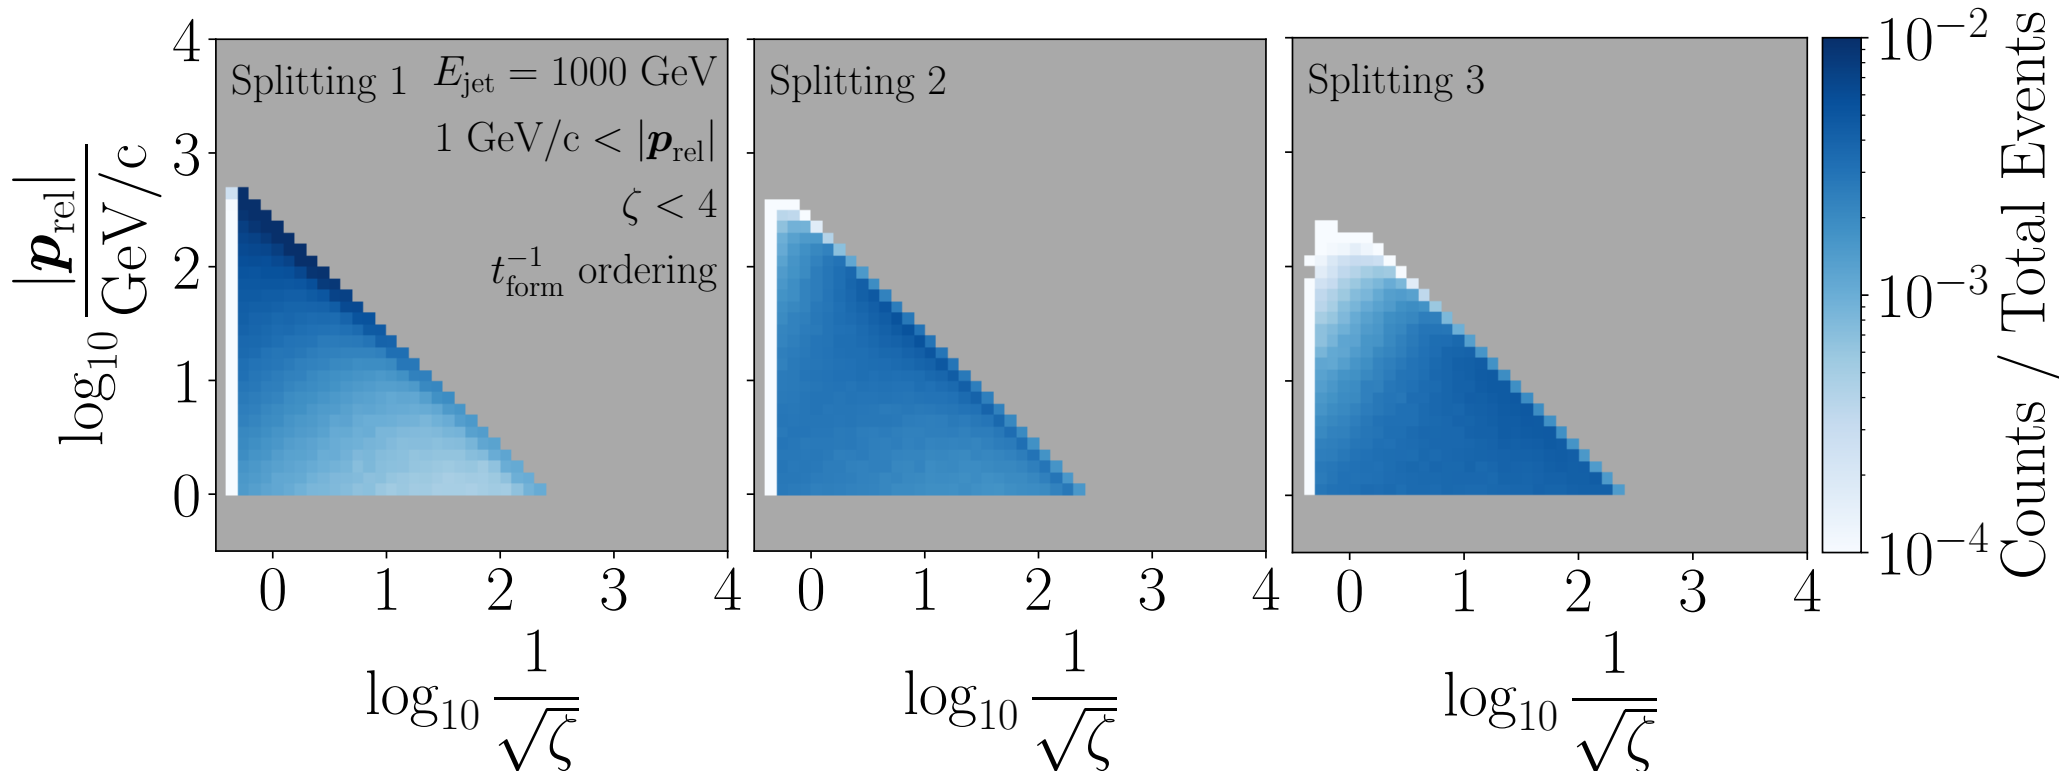 log₁₀ |p_rel| / GeV/c
4
3
2
1
0
Splitting 1
E_jet = 1000 GeV
1 GeV/c < |p_rel|
ζ < 4
t_form^−1 ordering
0 1 2 3 4
log₁₀ 1/√ζ
Splitting 2
0 1 2 3 4
log₁₀ 1/√ζ
Splitting 3
0 1 2 3 4
log₁₀ 1/√ζ
10⁻²
10⁻³
10⁻⁴
Counts / Total Events